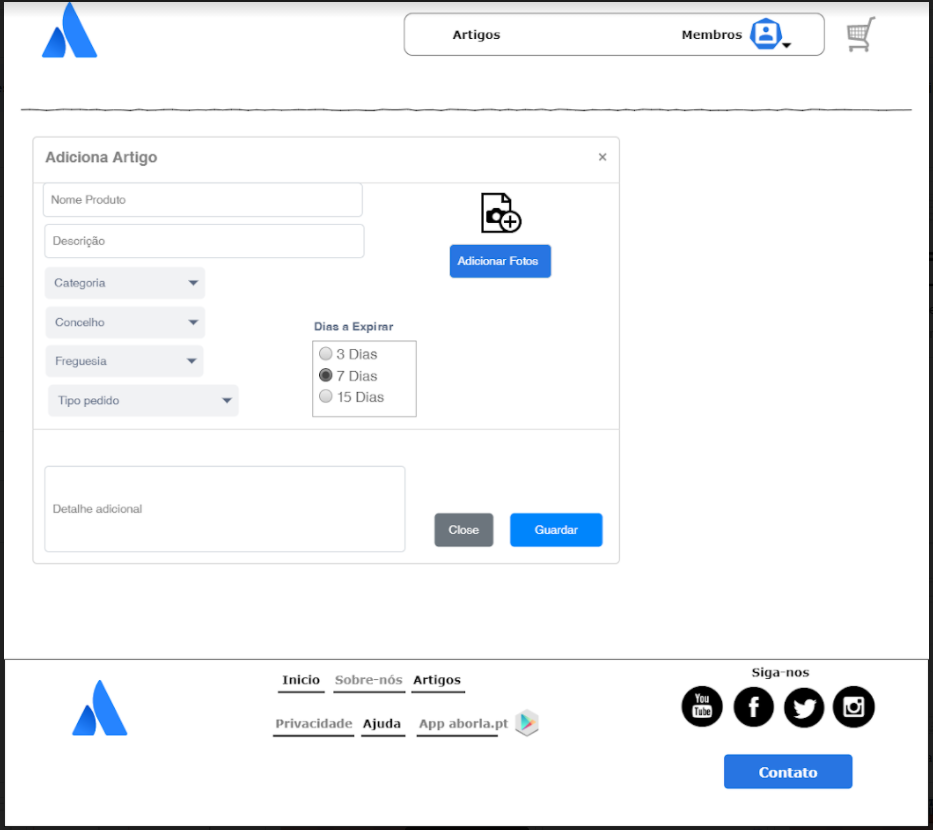 Artigos
Membros
Adiciona Artigo
×
Nome Produto
Descrição
Adicionar Fotos
Categoria
Concelho
Freguesia
Tipo pedido
Dias a Expirar
3 Dias
7 Dias
15 Dias
Detalhe adicional
Close
Guardar
Inicio
Sobre-nós
Artigos
Privacidade
Ajuda
App aborla.pt
Siga-nos
You
Tube
Contato